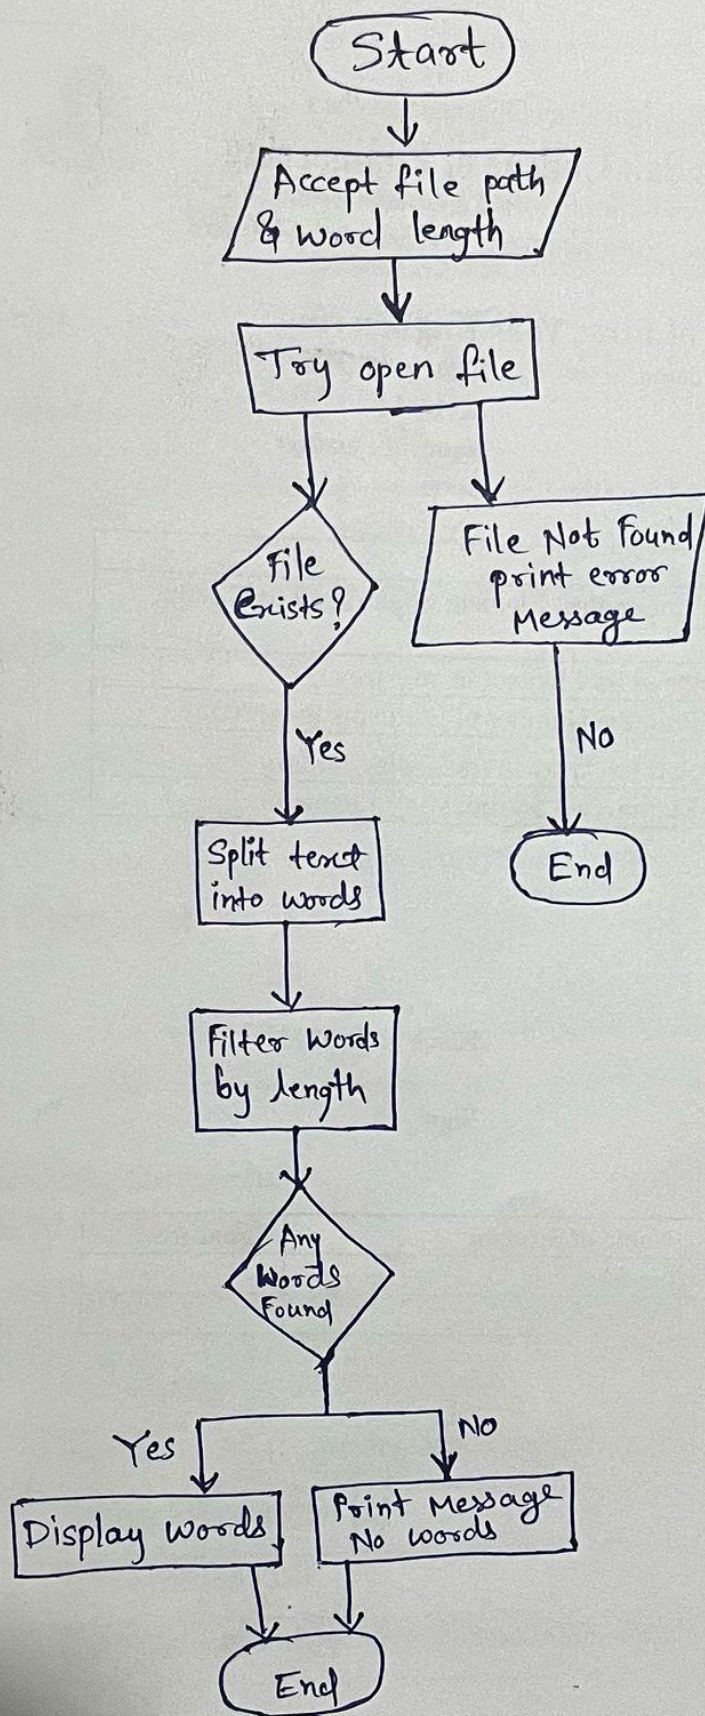 Start
Accept file path
& word length
Try open file
File
Exists?
File Not Found
print error
Message
Yes
No
Split text
into words
End
Filter words
by length
Any
Words
Found
Yes
No
Display words
Print Message
No words
End